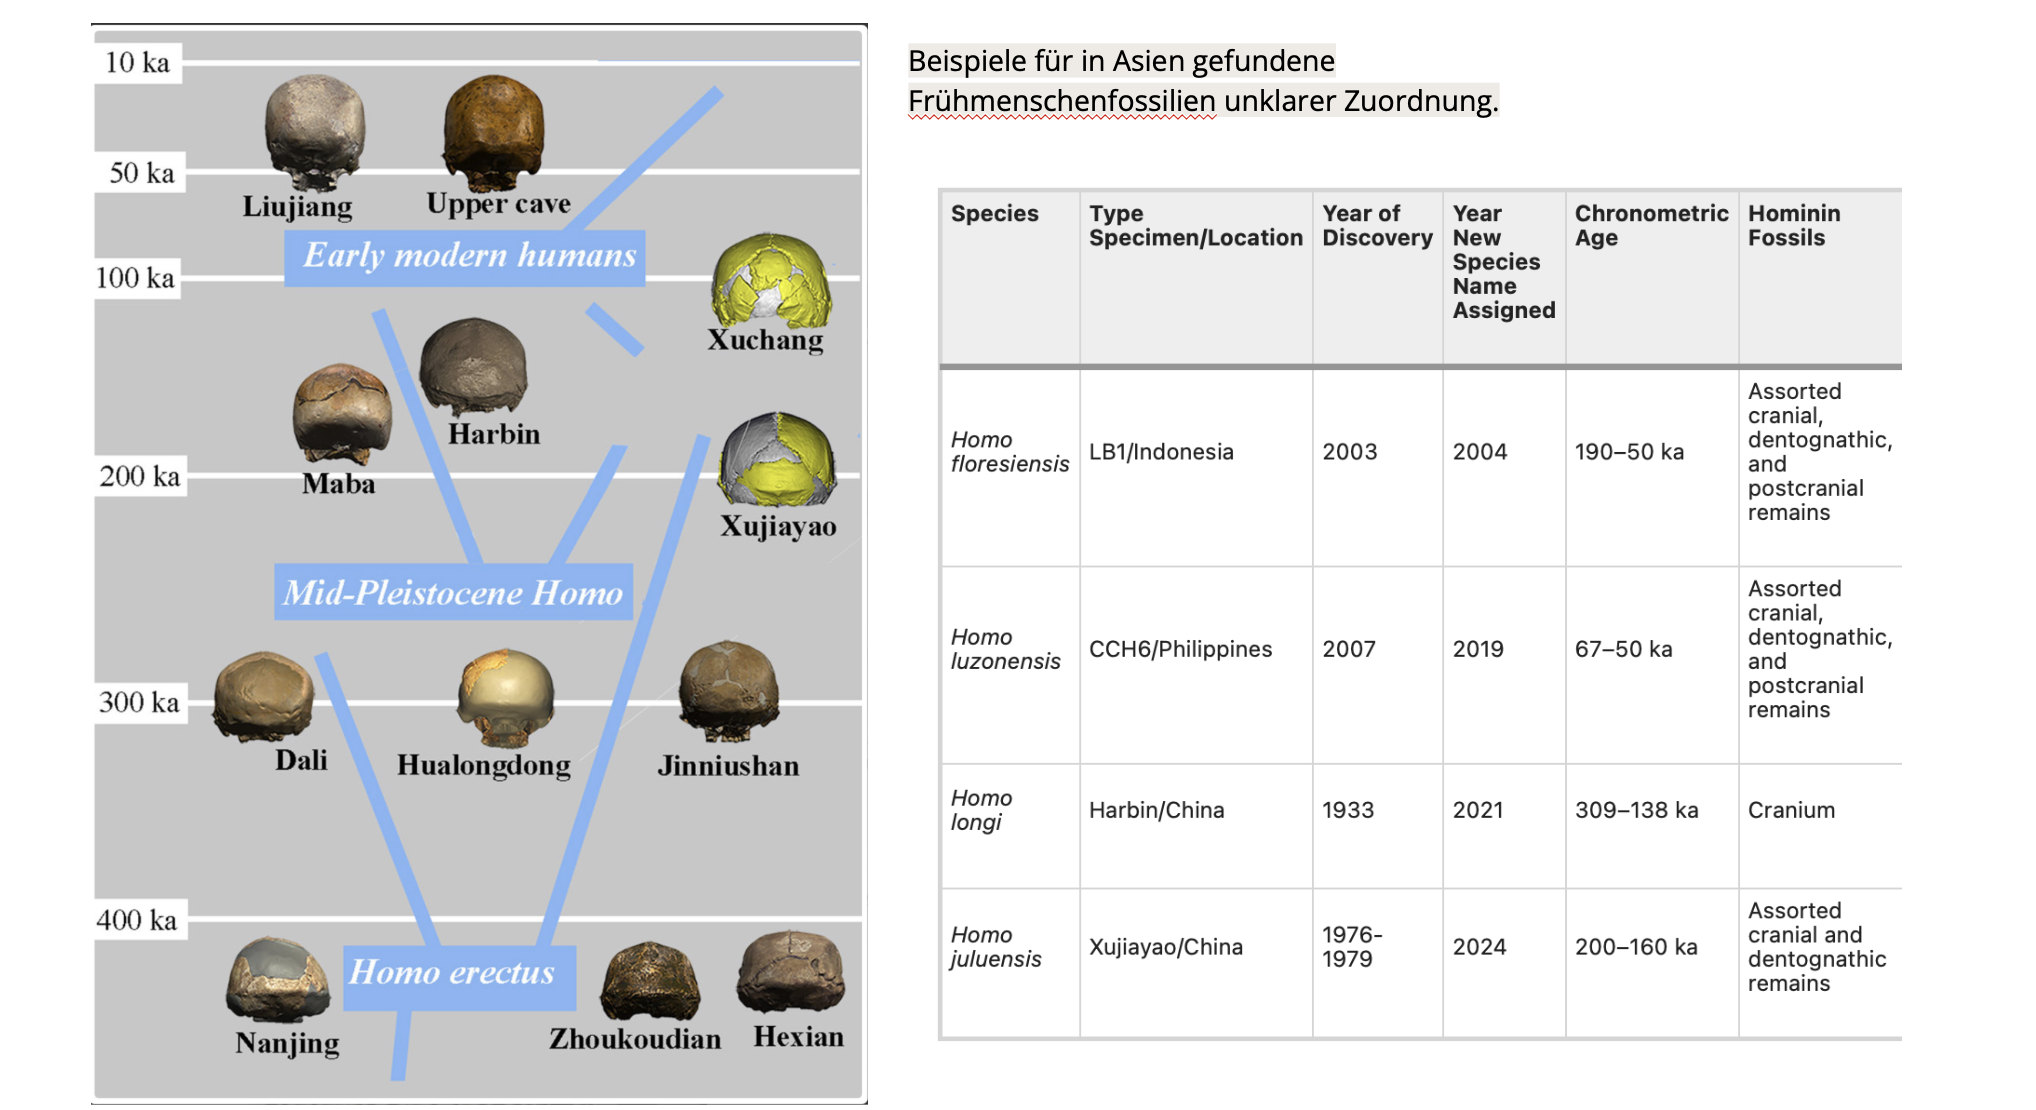 10 ka
50 ka
Liujiang
Upper cave
Early modern humans
100 ka
Xuchang
Harbin
Maba
200 ka
Xujiayao
Mid-Pleistocene Homo
300 ka
Dali
Hualongdong
Jinniushan
400 ka
Homo erectus
Nanjing
Zhoukoudian
Hexian
Beispiele für in Asien gefundene
Frühmenschenfossilien unklarer Zuordnung.
Species
Type
Specimen/Location
Year of
Discovery
Year
New
Species
Name
Assigned
Chronometric
Age
Hominin
Fossils
Homo
floresiensis
LB1/Indonesia
2003
2004
190–50 ka
Assorted
cranial,
dentognathic,
and
postcranial
remains
Homo
luzonensis
CCH6/Philippines
2007
2019
67–50 ka
Assorted
cranial,
dentognathic,
and
postcranial
remains
Homo
longi
Harbin/China
1933
2021
309–138 ka
Cranium
Homo
juluensis
Xujiayao/China
1976-
1979
2024
200–160 ka
Assorted
cranial and
dentognathic
remains